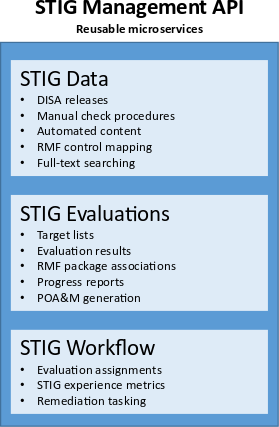 STIG Management API
Reusable microservices
STIG Data
• DISA releases
• Manual check procedures
• Automated content
• RMF control mapping
• Full-text searching
STIG Evaluations
• Target lists
• Evaluation results
• RMF package associations
• Progress reports
• POA&M generation
STIG Workflow
• Evaluation assignments
• STIG experience metrics
• Remediation tasking